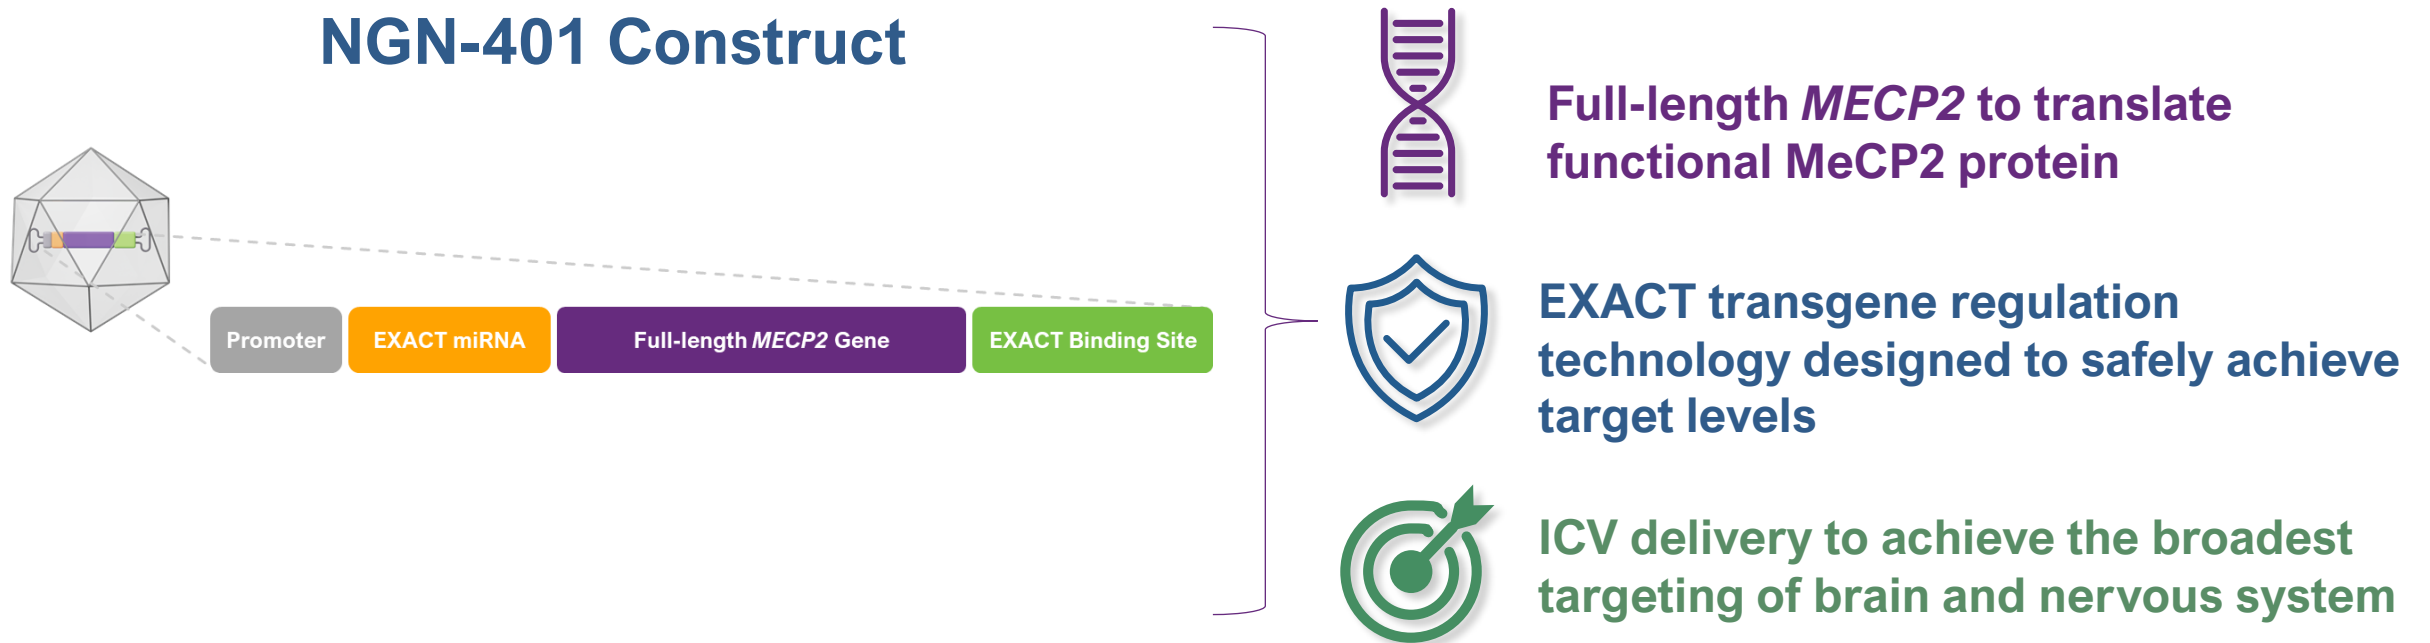 NGN-401 Construct
Promoter
EXACT miRNA
Full-length MECP2 Gene
EXACT Binding Site
Full-length MECP2 to translate
functional MeCP2 protein
EXACT transgene regulation
technology designed to safely achieve
target levels
ICV delivery to achieve the broadest
targeting of brain and nervous system